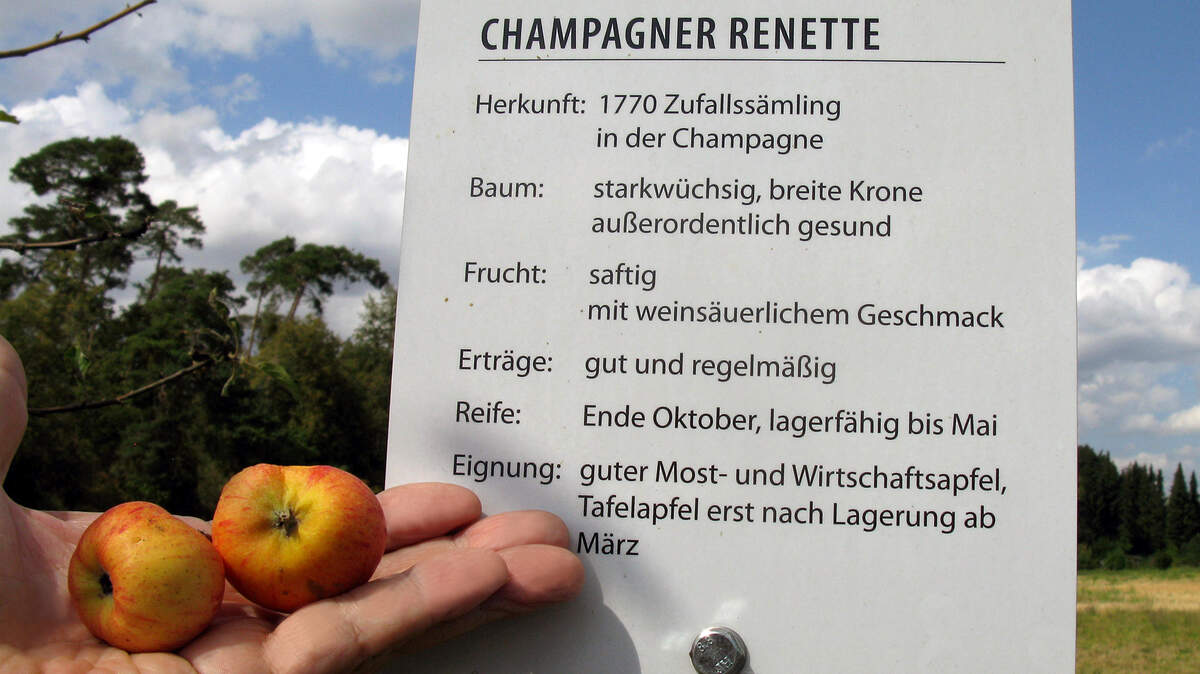 CHAMPAGNER RENETTE
Herkunft: 1770 Zufallssämling
in der Champagne
Baum: starkwüchsig, breite Krone
außerordentlich gesund
Frucht: saftig
mit weinsäuerlichem Geschmack
Erträge: gut und regelmäßig
Reife: Ende Oktober, lagerfähig bis Mai
Eignung: guter Most- und Wirtschaftsapfel,
Tafelapfel erst nach Lagerung ab
März